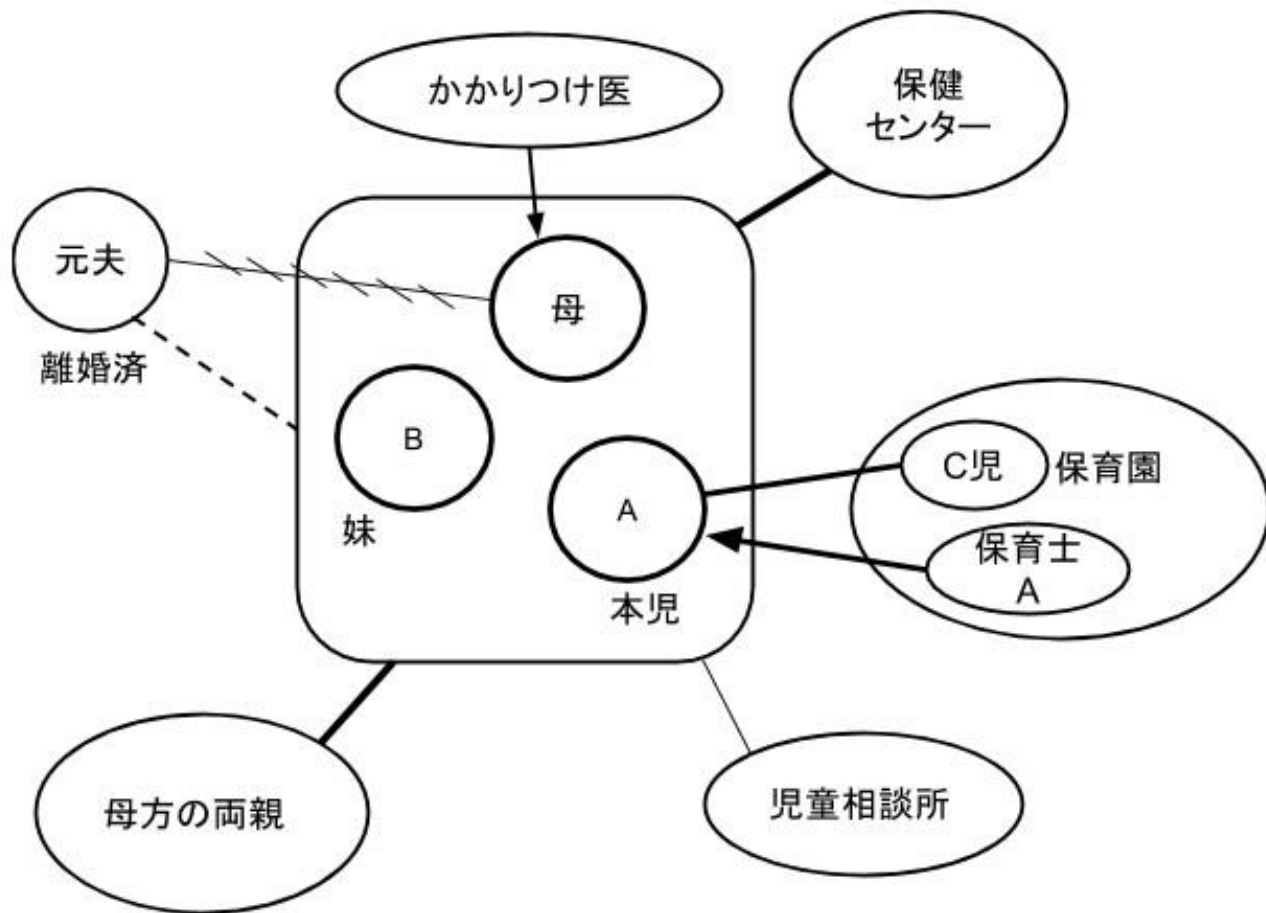 かかりつけ医
保健
センター
元夫
離婚済
母
B
妹
A
本児
C児
保育園
保育士
A
母方の両親
児童相談所